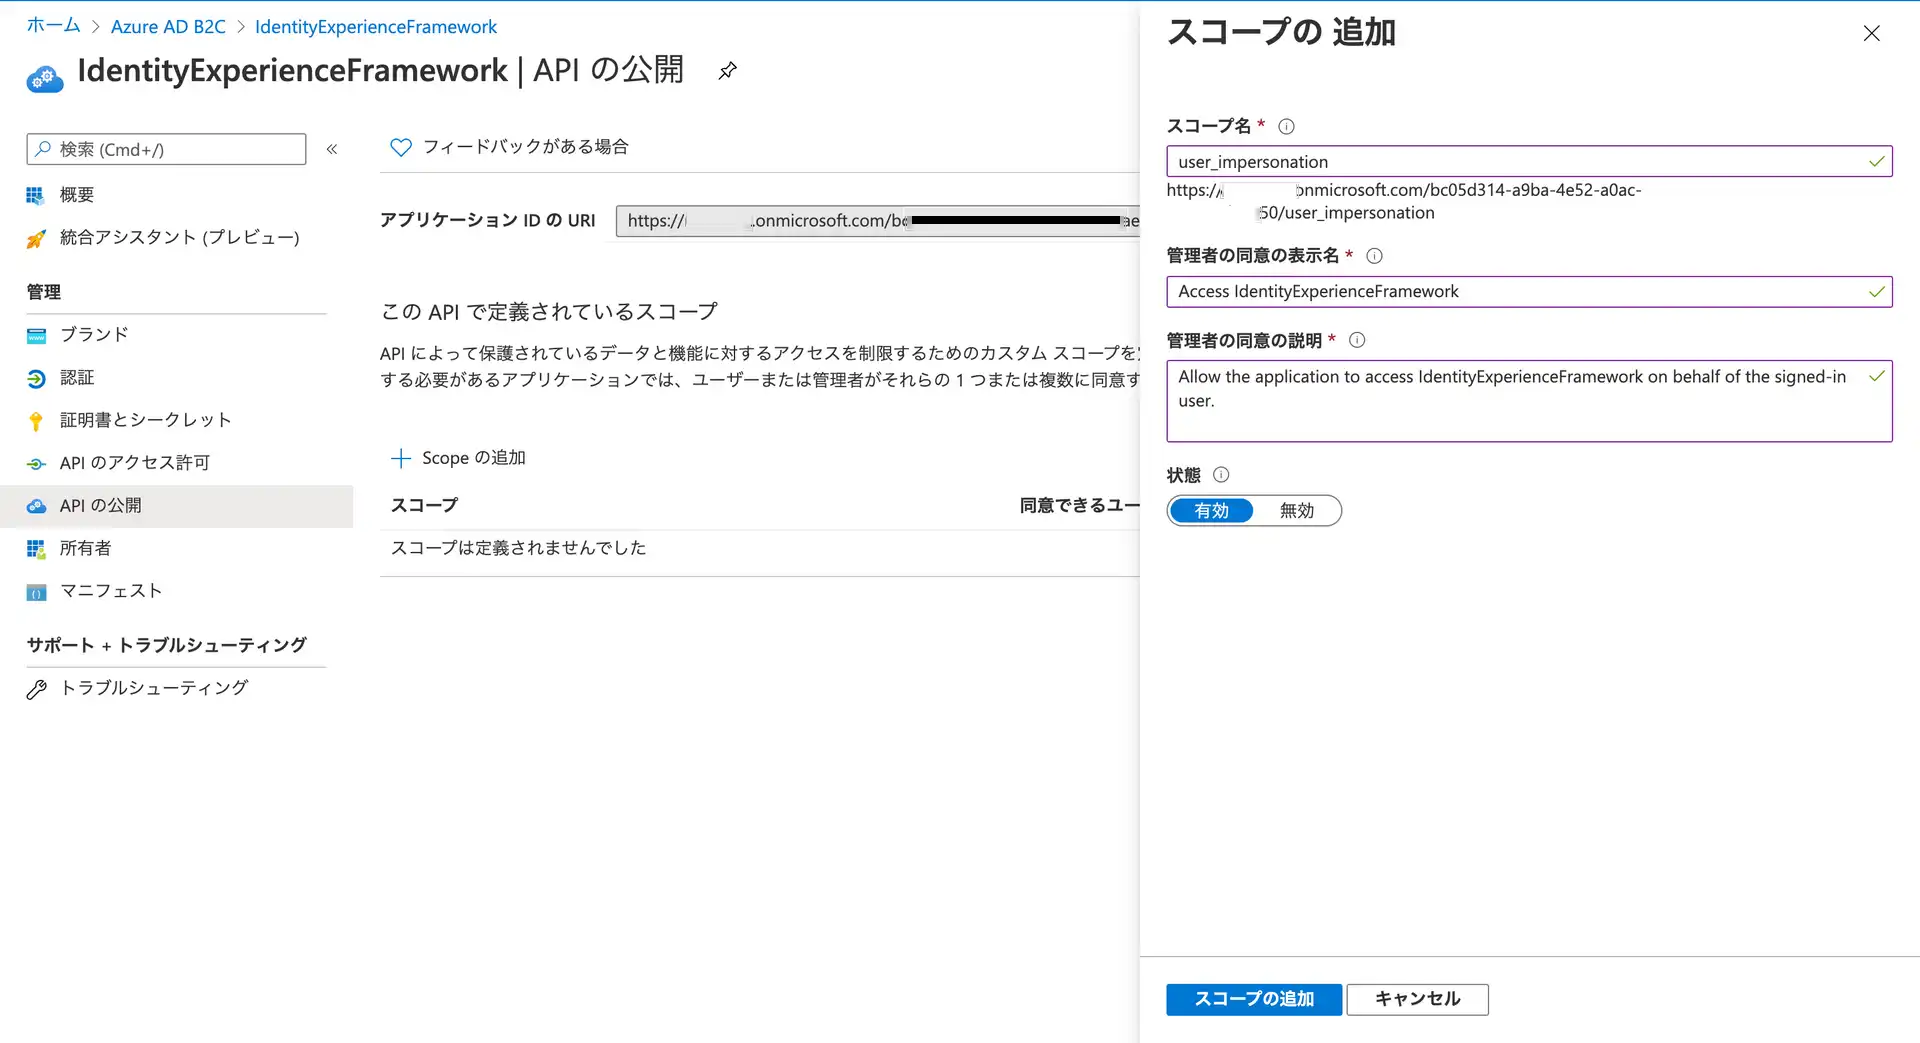 ホーム > Azure AD B2C > IdentityExperienceFramework
IdentityExperienceFramework | API の公開
検索 (Cmd+/)
«
概要
統合アシスタント (プレビュー)
管理
ブランド
認証
証明書とシークレット
API のアクセス許可
API の公開
所有者
マニフェスト
サポート + トラブルシューティング
トラブルシューティング
フィードバックがある場合
アプリケーション ID の URI
https:// .onmicrosoft.com/bc ae
この API で定義されているスコープ
API によって保護されているデータと機能に対するアクセスを制限するためのカスタム スコープを
する必要があるアプリケーションでは、ユーザーまたは管理者がそれらの 1 つまたは複数に同意す
Scope の追加
スコープ 同意できるユー
スコープは定義されませんでした
スコープの 追加
スコープ名 *
user_impersonation
https:// onmicrosoft.com/bc05d314-a9ba-4e52-a0ac-
50/user_impersonation
管理者の同意の表示名 *
Access IdentityExperienceFramework
管理者の同意の説明 *
Allow the application to access IdentityExperienceFramework on behalf of the signed-in
user.
状態
有効 無効
スコープの追加 キャンセル